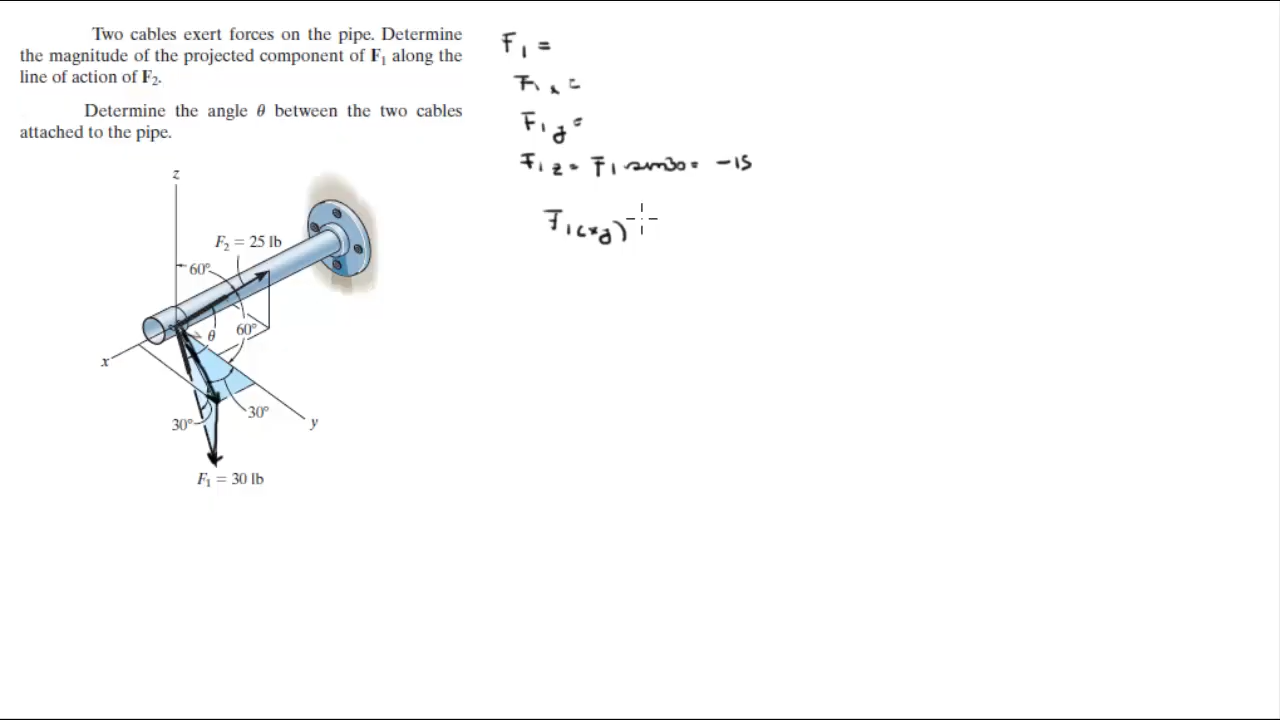 Two cables exert forces on the pipe. Determine
the magnitude of the projected component of F₁ along the
line of action of F₂.
Determine the angle θ between the two cables
attached to the pipe.
z
F₂ = 25 lb
60°
60°
θ
x
30°
30°
y
F₁ = 30 lb
F₁ =
F₁ₓ =
F₁y =
F₁z = F₁ sin30 = -15
F₁(xy)